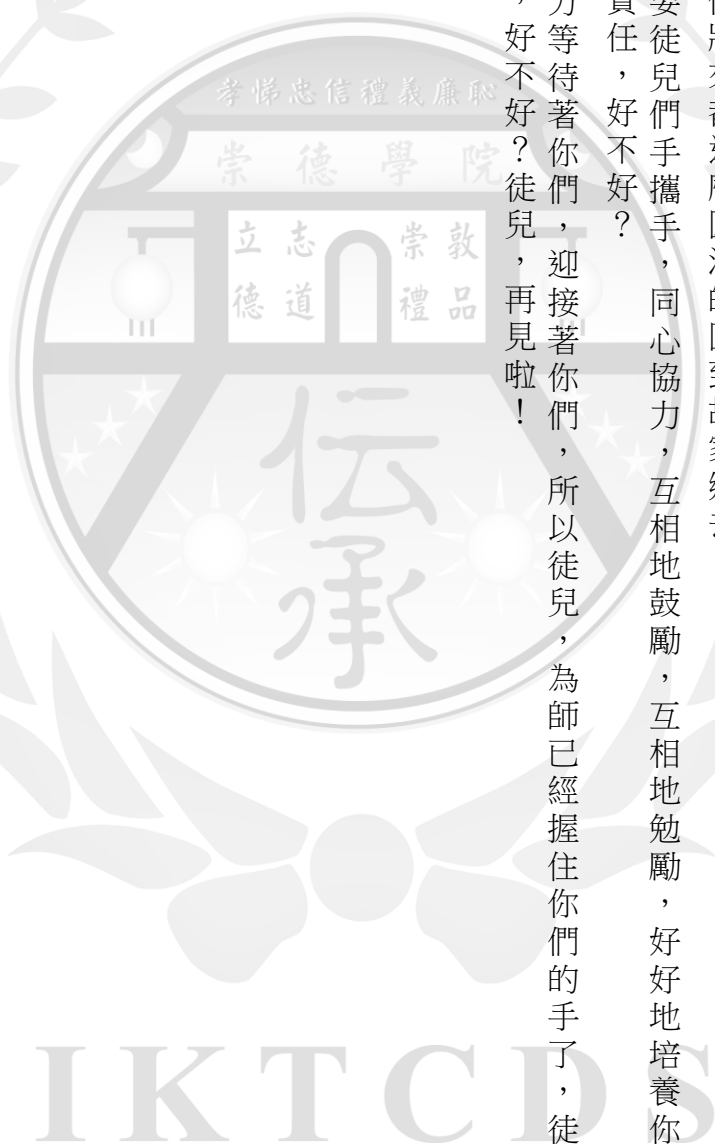 徒兒們手攜手，同心協力，互相地鼓勵，互相地勉勵，好好地培養你
任，好不好？
等待著你們，迎接著你們，所以徒兒，為師已經握住你們的手了，徒
，好不好？徒兒，再見啦！
孝悌忠信禮義廉恥
崇德學院
立志 崇敦
德道 禮品
伝承
IKTCDS